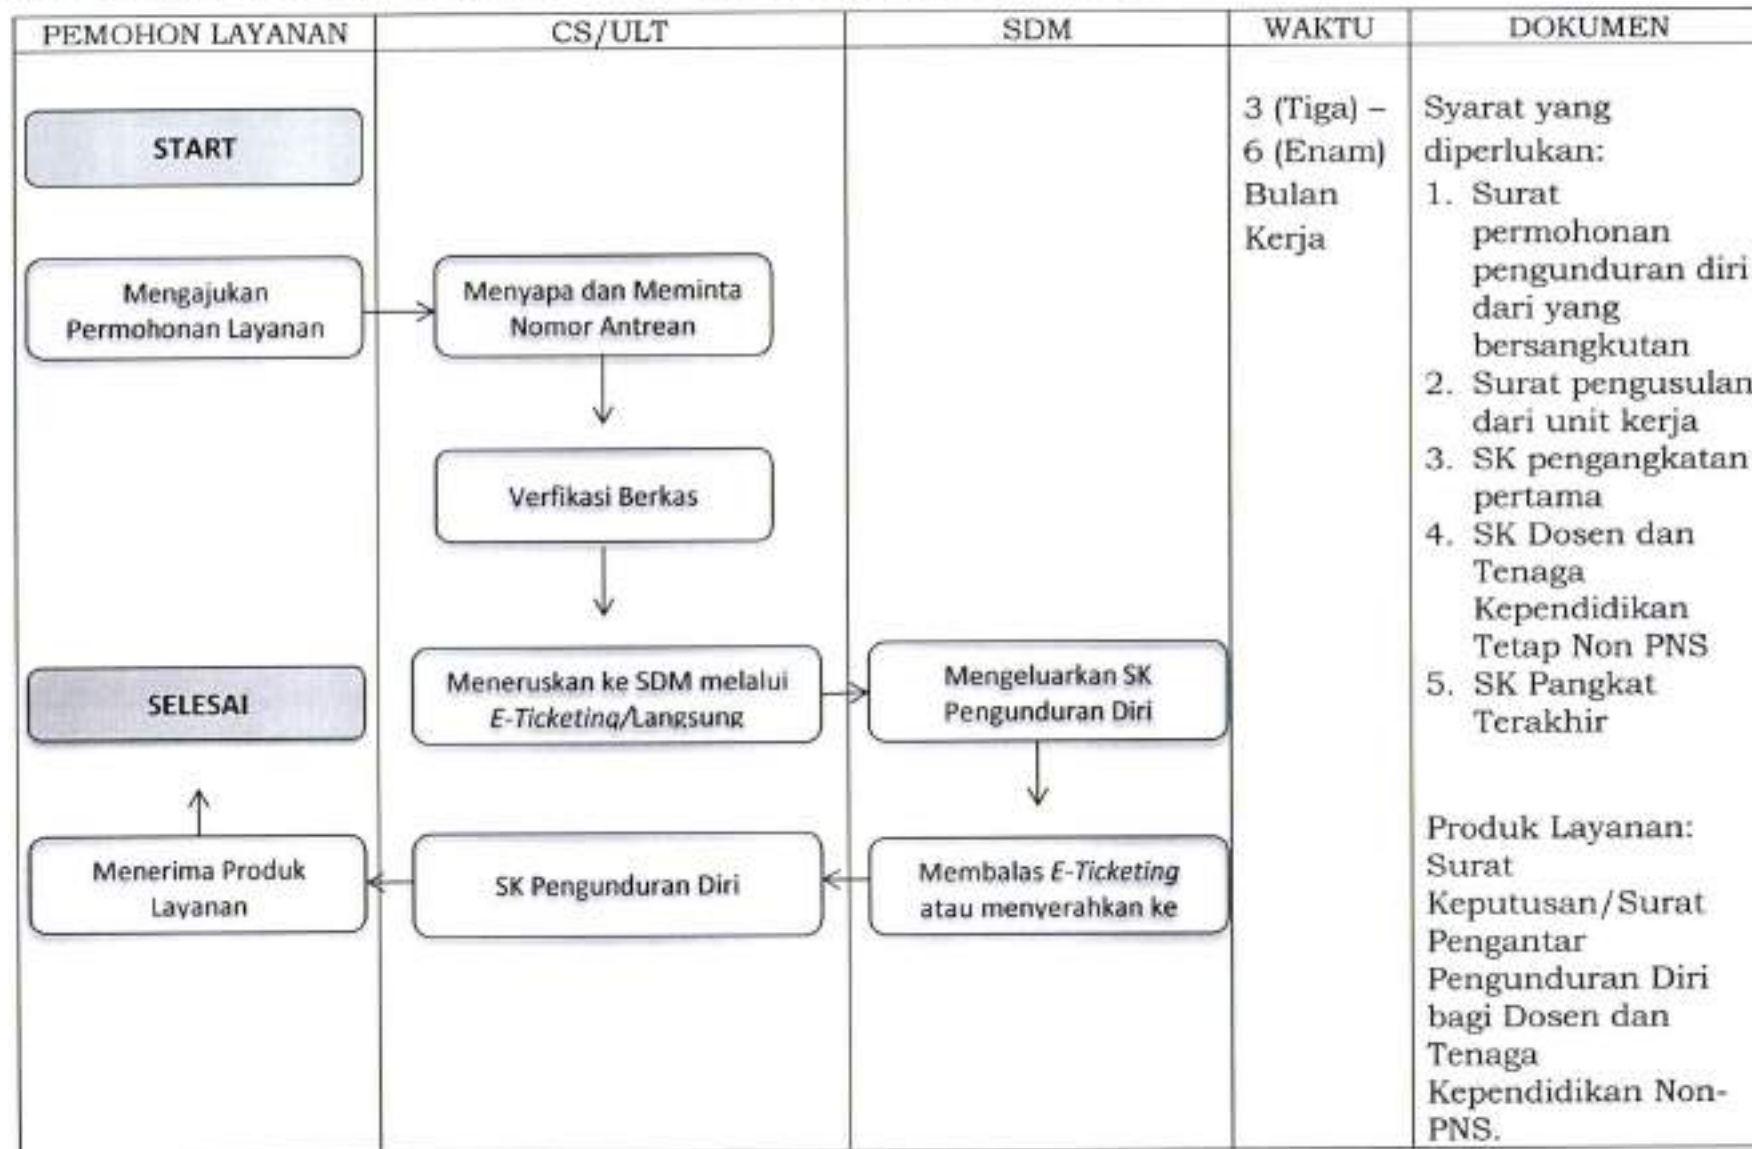 PEMOHON LAYANAN
CS/ULT
SDM
WAKTU
DOKUMEN
START
Mengajukan
Permohonan Layanan
Menyapa dan Meminta
Nomor Antrean
Verfikasi Berkas
Meneruskan ke SDM melalui
E-Ticketing/Langsung
Mengeluarkan SK
Pengunduran Diri
Membalas E-Ticketing
atau menyerahkan ke
SK Pengunduran Diri
Menerima Produk
Layanan
SELESAI
3 (Tiga) –
6 (Enam)
Bulan
Kerja
Syarat yang
diperlukan:
1. Surat
permohonan
pengunduran diri
dari yang
bersangkutan
2. Surat pengusulan
dari unit kerja
3. SK pengangkatan
pertama
4. SK Dosen dan
Tenaga
Kependidikan
Tetap Non PNS
5. SK Pangkat
Terakhir
Produk Layanan:
Surat
Keputusan/Surat
Pengantar
Pengunduran Diri
bagi Dosen dan
Tenaga
Kependidikan Non-
PNS.